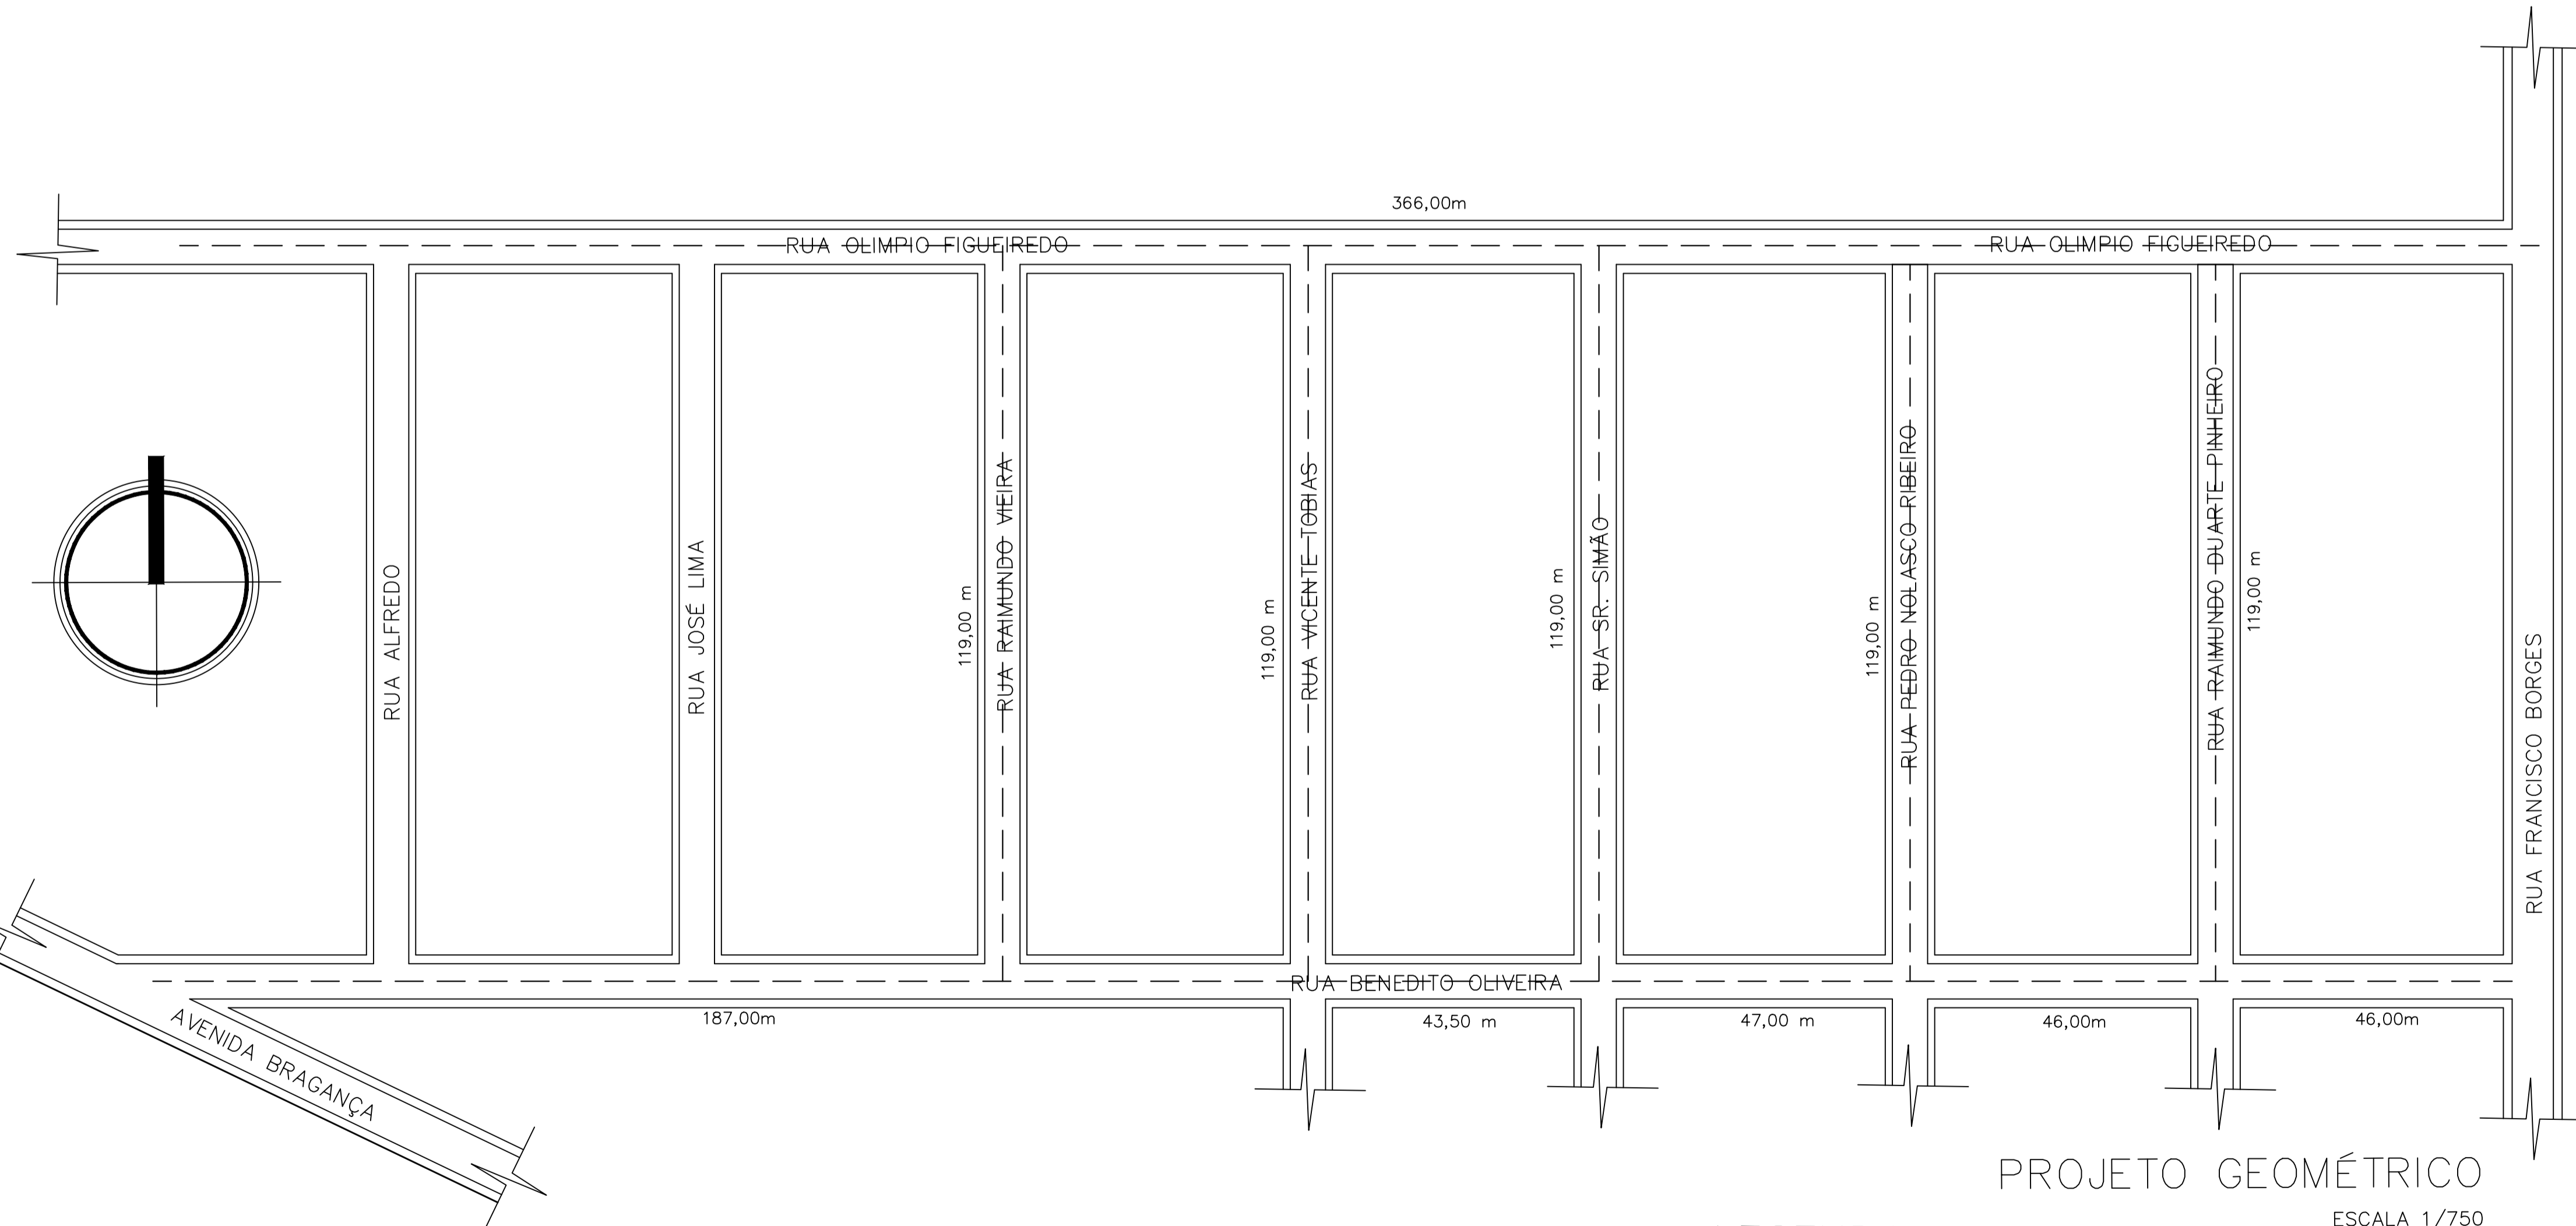 366,00m
RUA OLIMPIO FIGUEIREDO
RUA OLIMPIO FIGUEIREDO
RUA ALFREDO
RUA JOSÉ LIMA
119,00 m
RUA RAIMUNDO VIEIRA
119,00 m
RUA VICENTE TOBIAS
119,00 m
RUA SR. SIMÃO
119,00 m
RUA PEDRO NOLASCO RIBEIRO
RUA RAIMUNDO DUARTE PINHEIRO
119,00 m
RUA FRANCISCO BORGES
RUA BENEDITO OLIVEIRA
187,00m
43,50 m
47,00 m
46,00m
46,00m
AVENIDA BRAGANÇA
PROJETO GEOMÉTRICO
ESCALA 1/750